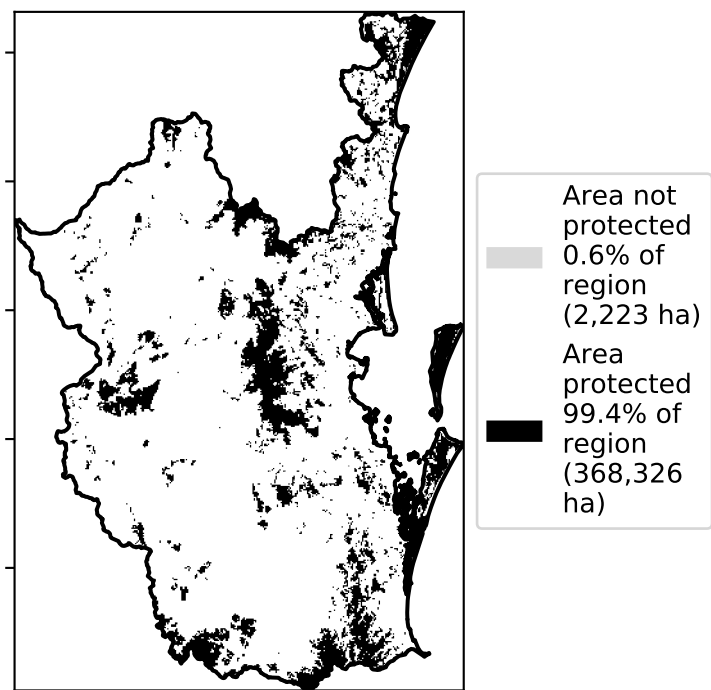 Area not
protected
0.6% of
region
(2,223 ha)
Area
protected
99.4% of
region
(368,326
ha)